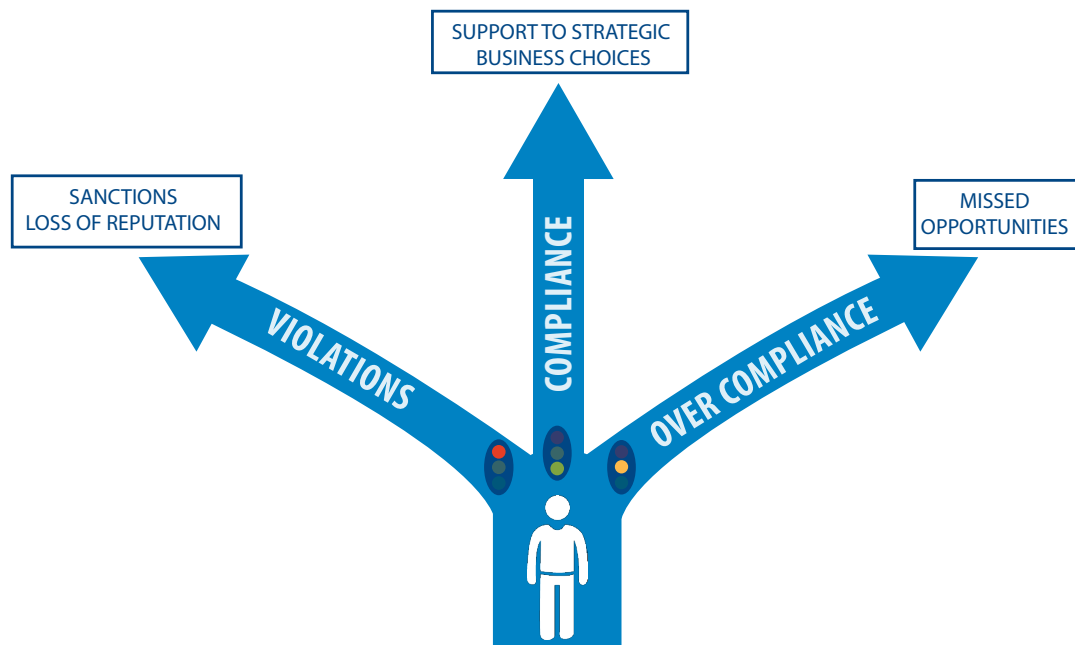 SUPPORT TO STRATEGIC
BUSINESS CHOICES
SANCTIONS
LOSS OF REPUTATION
MISSED
OPPORTUNITIES
VIOLATIONS
COMPLIANCE
OVER COMPLIANCE